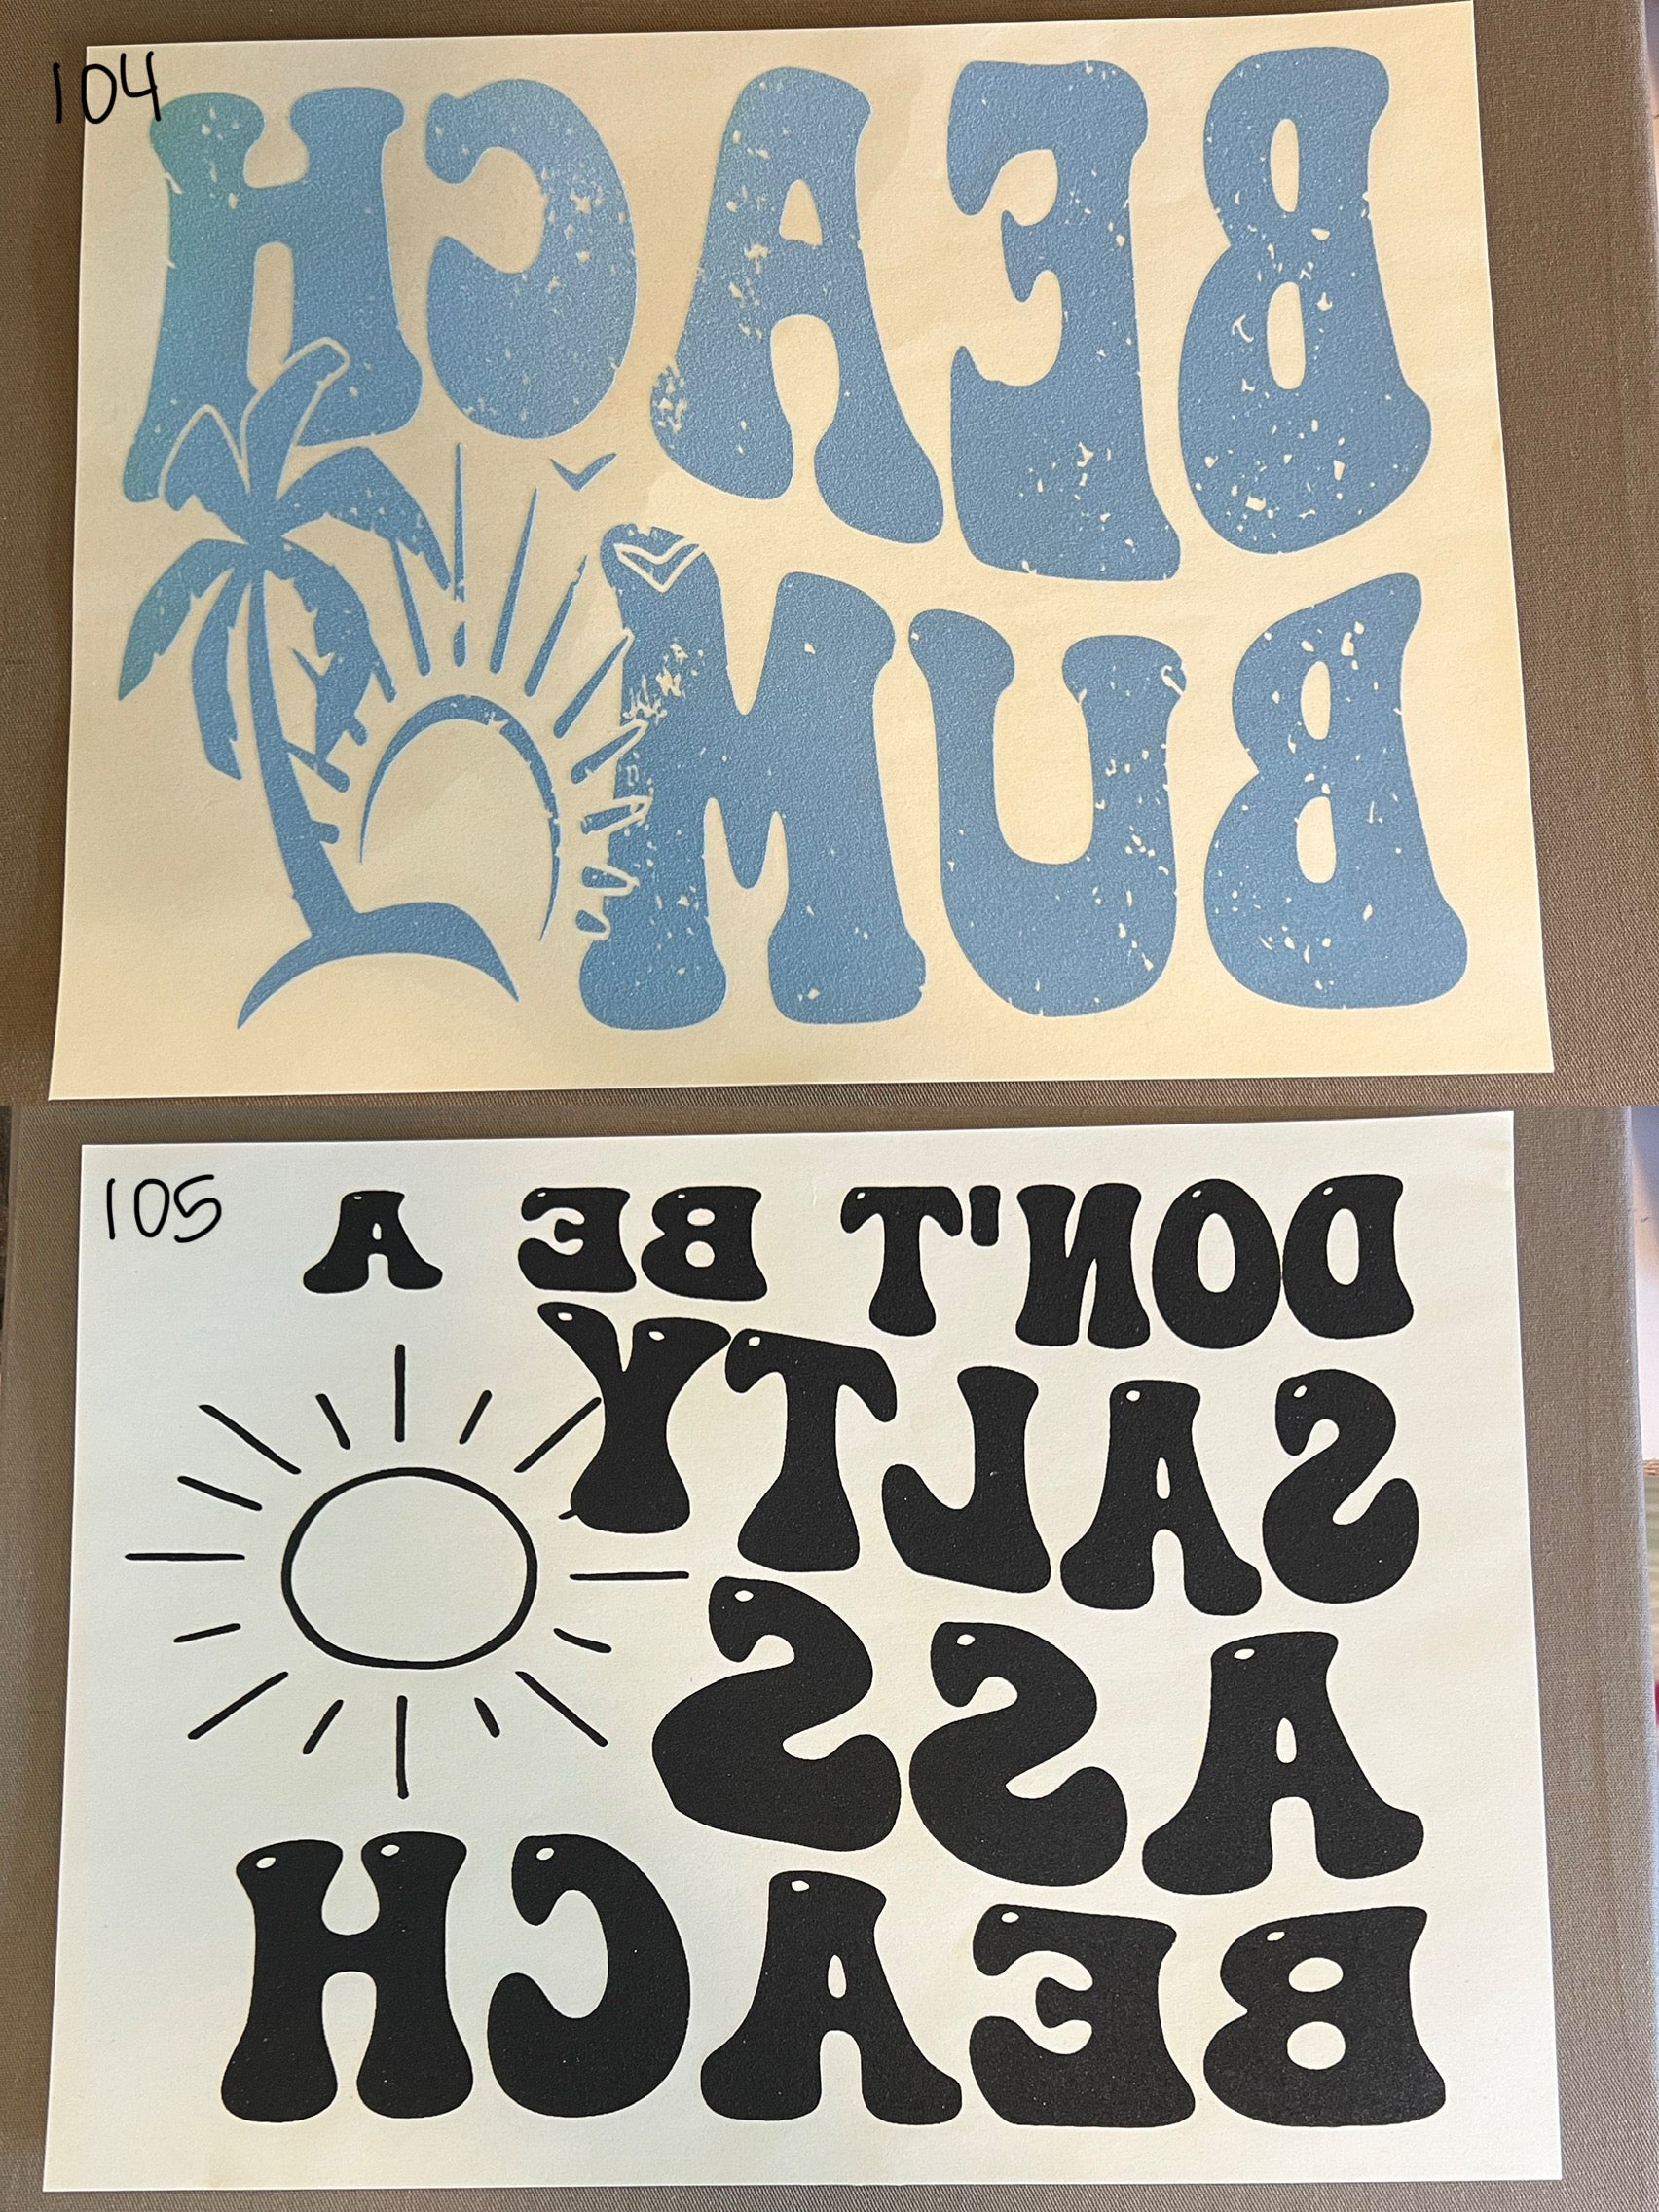 104
BEACH
BUM
105
DON'T BE A
SALTY
ASS
BEACH